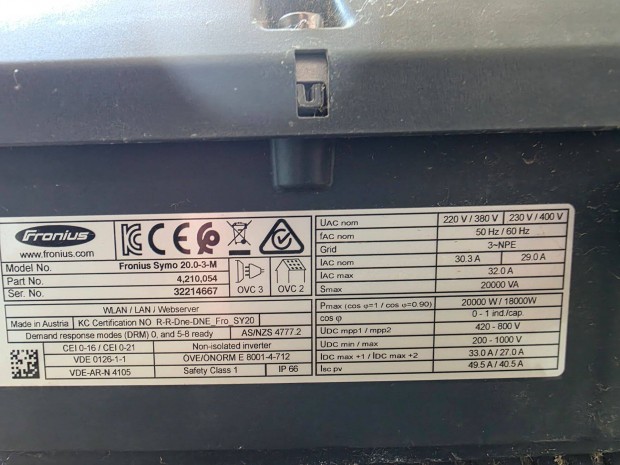 Fronius
www.fronius.com
Model No. Fronius Symo 20.0-3-M
Part No. 4,210,054
Ser. No. 32214667
OVC 3 OVC 2
WLAN / LAN / Webserver
Made in Austria KC Certification NO R-R-Dne-DNE_Fro_SY20
Demand response modes (DRM) 0, and 5-8 ready AS/NZS 4777.2
CEI 0-16 / CEI 0-21 Non-isolated inverter
VDE 0126-1-1 ÖVE/ÖNORM E 8001-4-712
VDE-AR-N 4105 Safety Class 1 IP 66
UAC nom 220 V / 380 V 230 V / 400 V
fAC nom 50 Hz / 60 Hz
Grid 3~NPE
IAC nom 30.3 A 29.0 A
IAC max 32.0 A
Smax 20000 VA
Pmax (cos φ=1 / cos φ=0.90) 20000 W / 18000W
cos φ 0 - 1 ind./cap.
UDC mpp1 / mpp2 420 - 800 V
UDC min / max 200 - 1000 V
IDC max +1 / IDC max +2 33.0 A / 27.0 A
Isc pv 49.5 A / 40.5 A